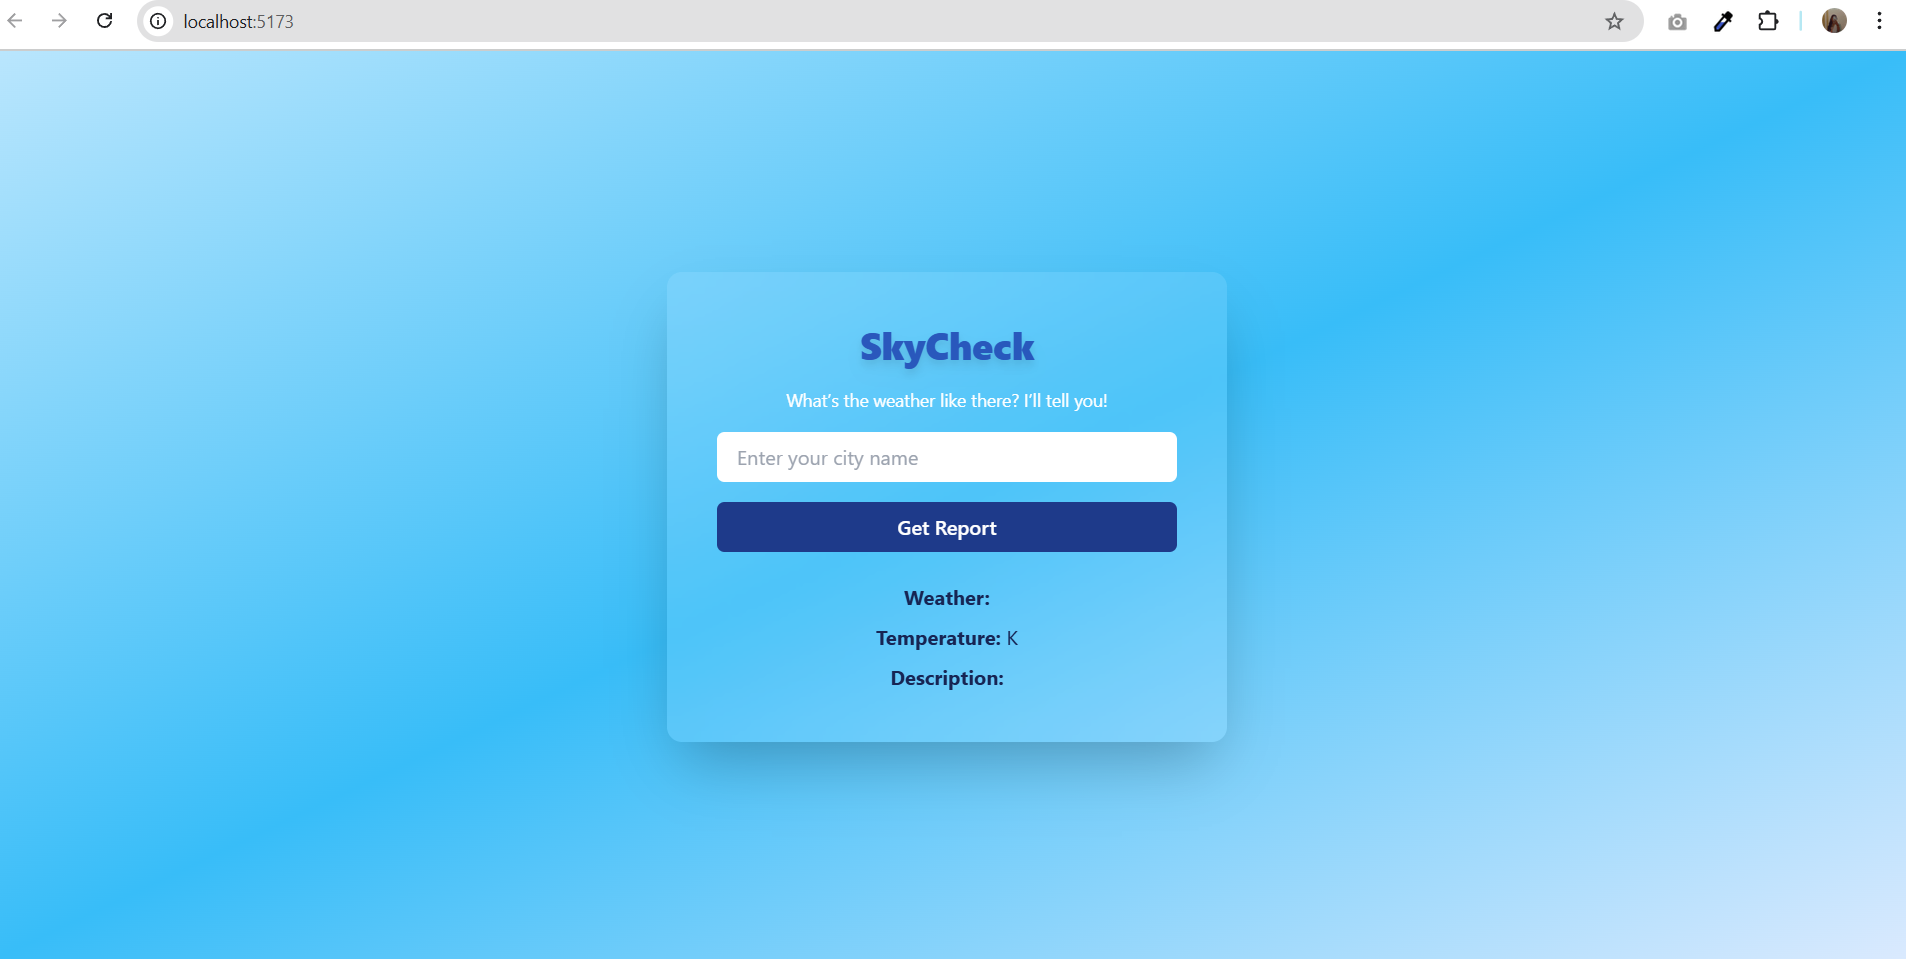 localhost:5173
SkyCheck
What's the weather like there? I'll tell you!
Enter your city name
Get Report
Weather:
Temperature: K
Description: